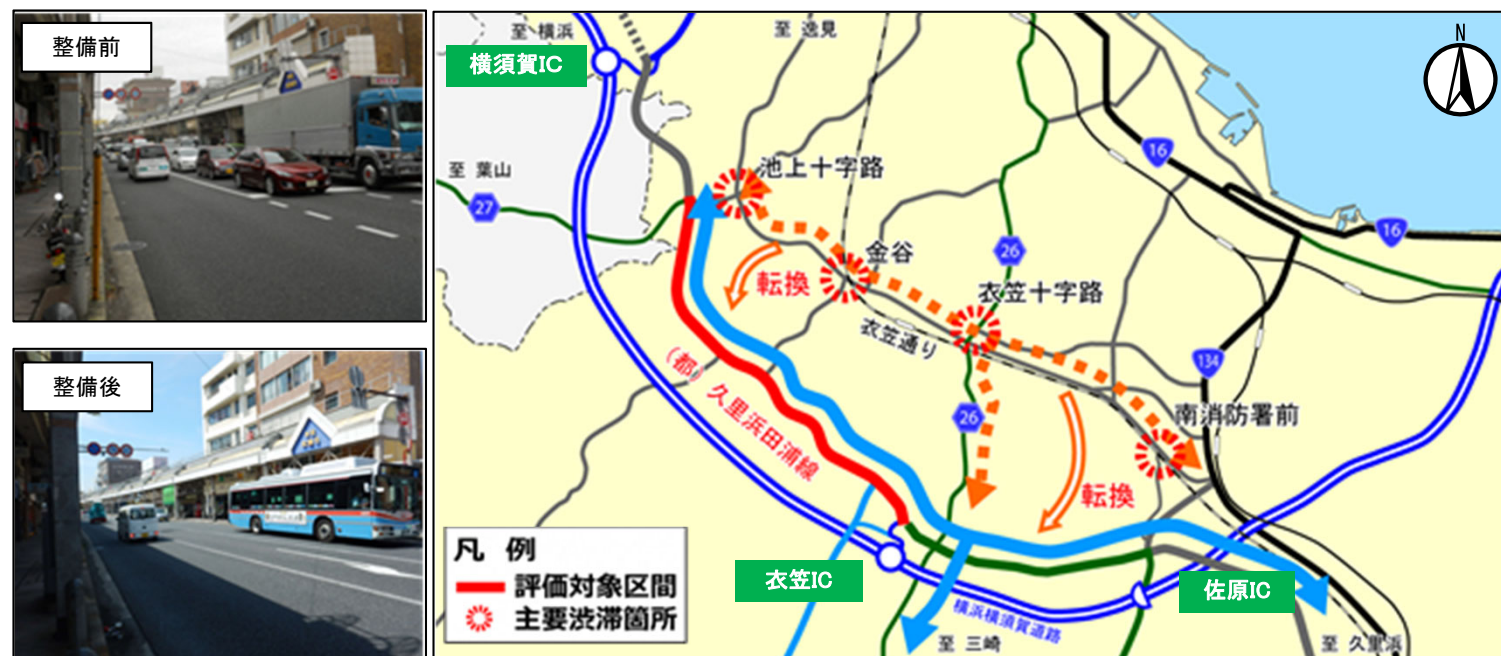 整備前
整備後
至 横浜
至 逸見
N
横須賀IC
池上十字路
至 葉山
27
16
16
金谷
26
転換
衣笠十字路
衣笠通り
134
(都)久里浜田浦線
26
南消防署前
転換
凡 例
評価対象区間
主要渋滞箇所
衣笠IC
佐原IC
横浜横須賀道路
至 三崎
至 久里浜